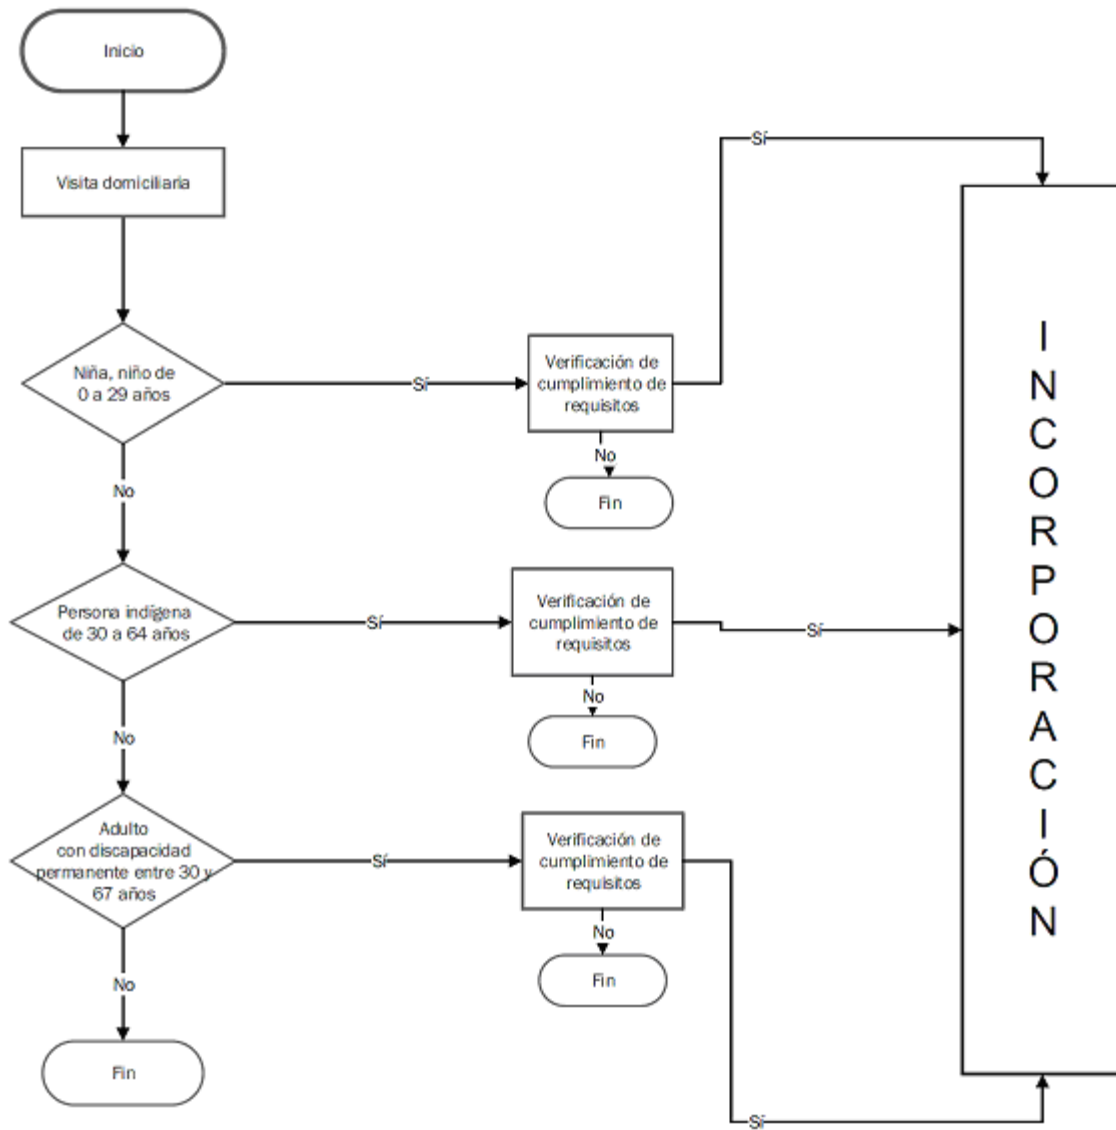 Inicio
Visita domiciliaria
Niña, niño de
0 a 29 años
Sí
Verificación de
cumplimiento de
requisitos
Sí
No
Fin
No
Persona indígena
de 30 a 64 años
Sí
Verificación de
cumplimiento de
requisitos
Sí
No
Fin
No
Adulto
con discapacidad
permanente entre 30 y
67 años
Sí
Verificación de
cumplimiento de
requisitos
Sí
No
Fin
No
Fin
INCORPORACIÓN